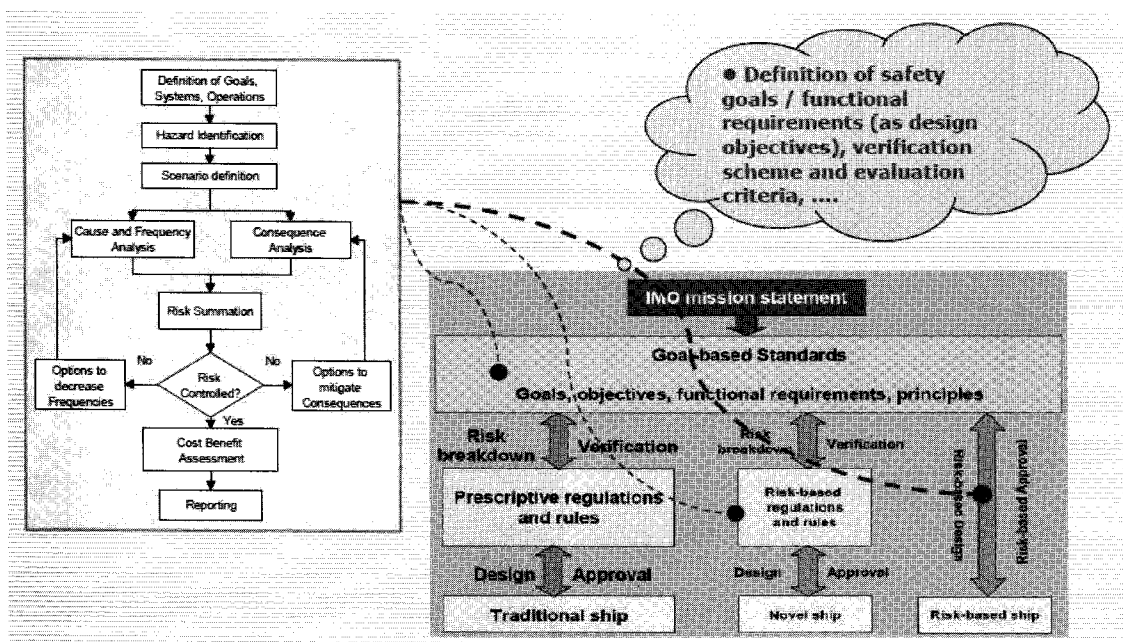 Definition of Goals,
Systems, Operations
Hazard Identification
Scenario definition
Cause and Frequency
Analysis
Consequence
Analysis
Risk Summation
No
No
Options to
decrease
Frequencies
Risk
Controlled?
Options to
mitigate
Consequences
Yes
Cost Benefit
Assessment
Reporting
● Definition of safety
goals / functional
requirements (as design
objectives), verification
scheme and evaluation
criteria, ....
IMO mission statement
Goal-based Standards
Goals, objectives, functional requirements, principles
Risk
breakdown
Verification
Risk
breakdown
Verification
Risk-based Design
Risk-based Approval
Prescriptive regulations
and rules
Risk-based
regulations
and rules
Design
Approval
Design
Approval
Traditional ship
Novel ship
Risk-based ship